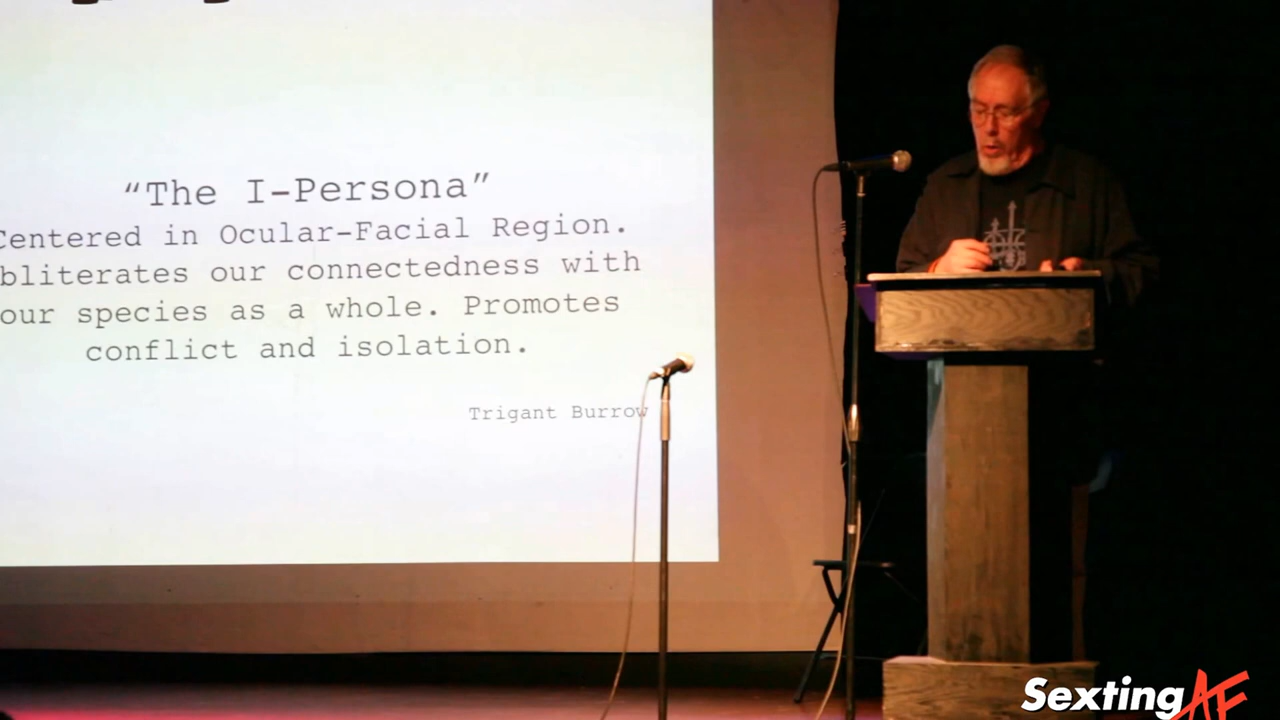 “The I-Persona”
entered in Ocular-Facial Region.
bliterates our connectedness with
our species as a whole. Promotes
conflict and isolation.
Trigant Burrow
SextingAF